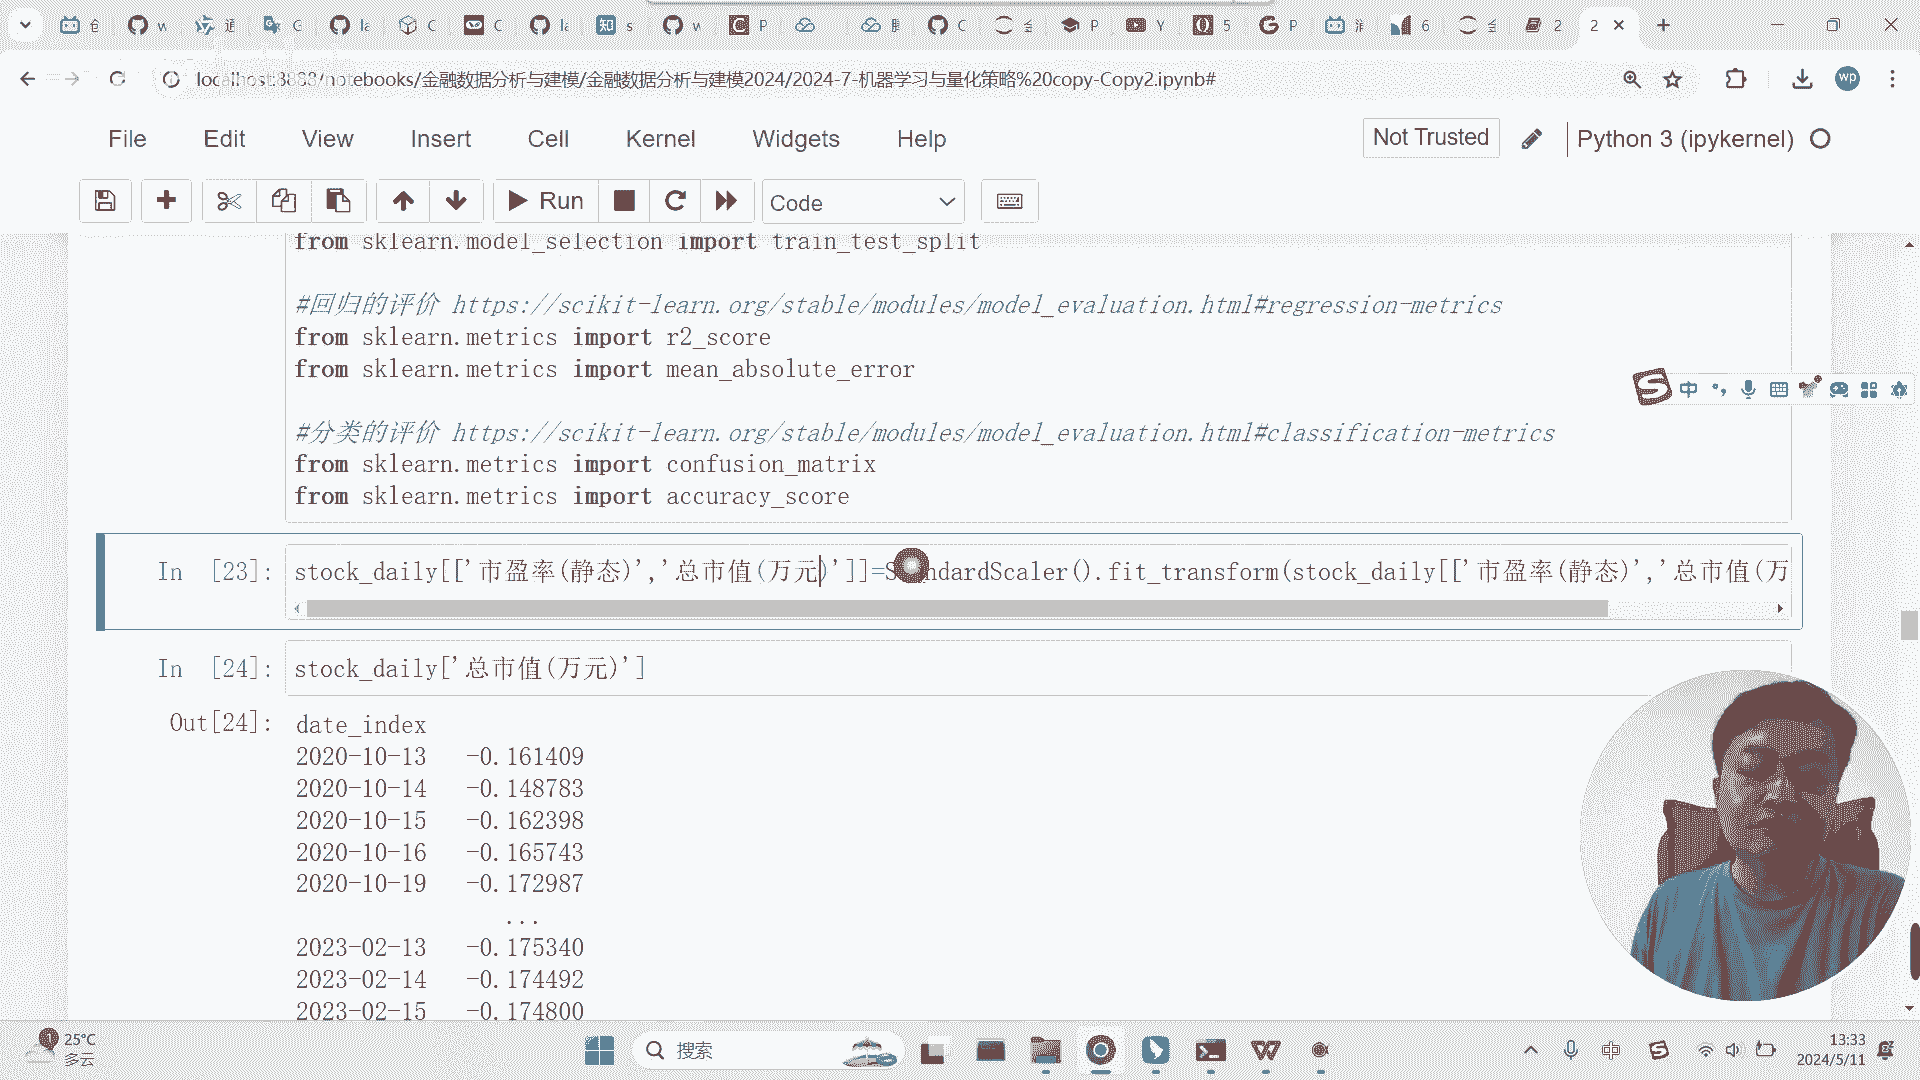 localhost:8888/notebooks/金融数据分析与建模/金融数据分析与建模2024/2024-7-机器学习与量化策略%20copy-Copy2.ipynb#
wp
File Edit View Insert Cell Kernel Widgets Help
Not Trusted
Python 3 (ipykernel)
Run
Code
from sklearn.model_selection import train_test_split
#回归的评价 https://scikit-learn.org/stable/modules/model_evaluation.html#regression-metrics
from sklearn.metrics import r2_score
from sklearn.metrics import mean_absolute_error
#分类的评价 https://scikit-learn.org/stable/modules/model_evaluation.html#classification-metrics
from sklearn.metrics import confusion_matrix
from sklearn.metrics import accuracy_score
In [23]: stock_daily[['市盈率(静态)','总市值(万元)']]=StandardScaler().fit_transform(stock_daily[['市盈率(静态)','总市值(万
In [24]: stock_daily['总市值(万元)']
Out[24]: date_index
2020-10-13 -0.161409
2020-10-14 -0.148783
2020-10-15 -0.162398
2020-10-16 -0.165743
2020-10-19 -0.172987
...
2023-02-13 -0.175340
2023-02-14 -0.174492
2023-02-15 -0.174800
中
25°C
多云
搜索
13:33
2024/5/11